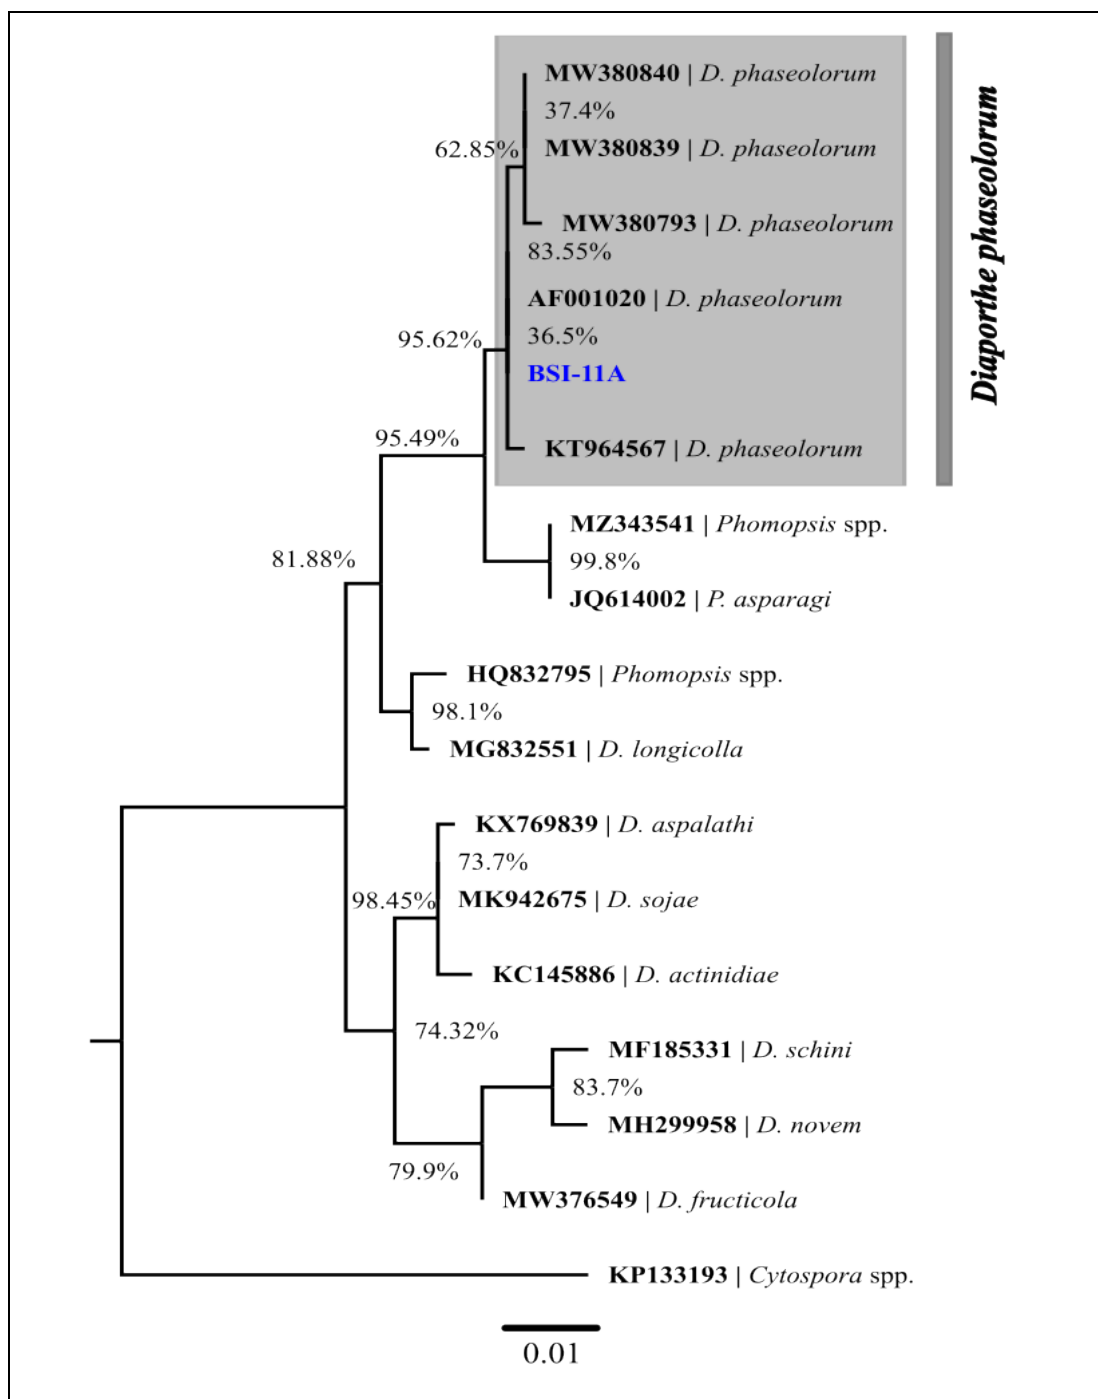 MW380840 | D. phaseolorum
37.4%
62.85%
MW380839 | D. phaseolorum
MW380793 | D. phaseolorum
83.55%
AF001020 | D. phaseolorum
95.62%
36.5%
BSI-11A
95.49%
KT964567 | D. phaseolorum
Diaporthe phaseolorum
MZ343541 | Phomopsis spp.
81.88%
99.8%
JQ614002 | P. asparagi
HQ832795 | Phomopsis spp.
98.1%
MG832551 | D. longicolla
KX769839 | D. aspalathi
73.7%
98.45%
MK942675 | D. sojae
KC145886 | D. actinidiae
74.32%
MF185331 | D. schini
83.7%
MH299958 | D. novem
79.9%
MW376549 | D. fructicola
KP133193 | Cytospora spp.
0.01